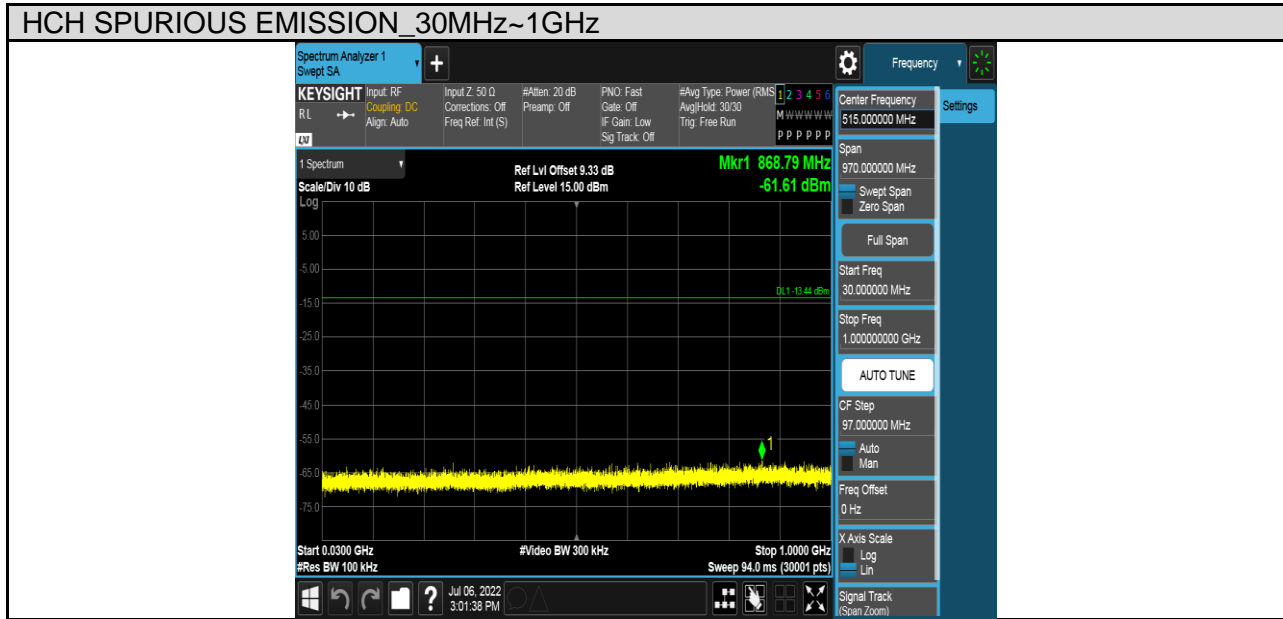 HCH SPURIOUS EMISSION_30MHz~1GHz
Spectrum Analyzer 1
Swept SA
+
Frequency
KEYSIGHT
RL
LXI
Input: RF
Coupling: DC
Align: Auto
Input Z: 50 Ω
Corrections: Off
Freq Ref: Int (S)
#Atten: 20 dB
Preamp: Off
PNO: Fast
Gate: Off
IF Gain: Low
Sig Track: Off
#Avg Type: Power (RMS
Avg|Hold: 30/30
Trig: Free Run
1 2 3 4 5 6
M W W W W W
P P P P P P
Center Frequency
515.000000 MHz
Settings
1 Spectrum
Scale/Div 10 dB
Log
Ref Lvl Offset 9.33 dB
Ref Level 15.00 dBm
Mkr1 868.79 MHz
-61.61 dBm
5.00
-5.00
-15.0
-25.0
-35.0
-45.0
-55.0
-65.0
-75.0
DL1 -13.44 dBm
1
Start 0.0300 GHz
#Res BW 100 kHz
#Video BW 300 kHz
Stop 1.0000 GHz
Sweep 94.0 ms (30001 pts)
Span
970.000000 MHz
Swept Span
Zero Span
Full Span
Start Freq
30.000000 MHz
Stop Freq
1.000000000 GHz
AUTO TUNE
CF Step
97.000000 MHz
Auto
Man
Freq Offset
0 Hz
X Axis Scale
Log
Lin
Signal Track
(Span Zoom)
?
Jul 06, 2022
3:01:38 PM